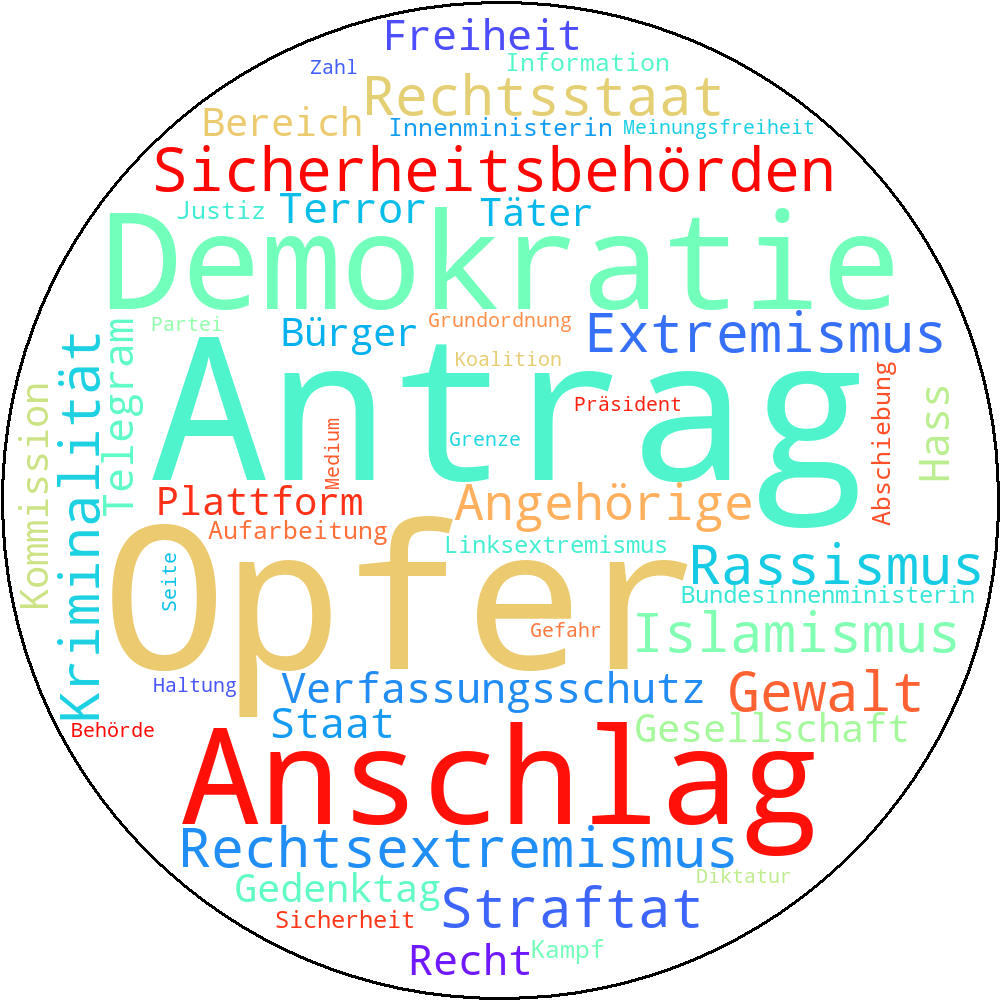 Freiheit
Zahl
Information
Rechtsstaat
Bereich
Innenministerin
Meinungsfreiheit
Sicherheitsbehörden
Justiz
Terror
Täter
Demokratie
Partei
Bürger
Grundordnung
Extremismus
Telegram
Kriminalität
Kommission
Koalition
Antrag
Präsident
Grenze
Medium
Abschiebung
Hass
Plattform
Angehörige
Aufarbeitung
Linksextremismus
Rassismus
Opfer
Seite
Bundesinnenministerin
Gefahr
Islamismus
Haltung
Verfassungsschutz
Gewalt
Behörde
Staat
Gesellschaft
Anschlag
Rechtsextremismus
Gedenktag
Diktatur
Sicherheit
Straftat
Recht
Kampf